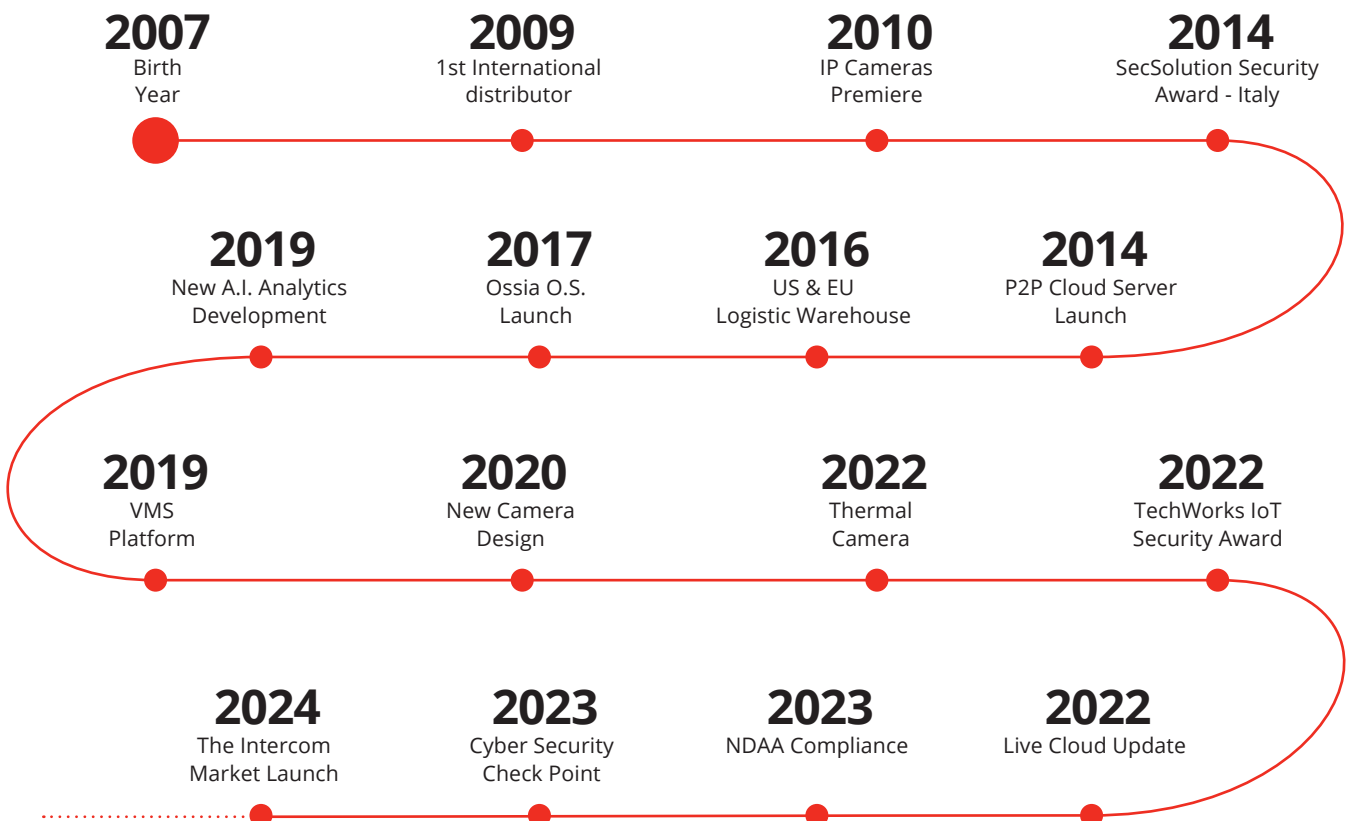 2007
Birth
Year
2009
1st International
distributor
2010
IP Cameras
Premiere
2014
SecSolution Security
Award - Italy
2014
P2P Cloud Server
Launch
2016
US & EU
Logistic Warehouse
2017
Ossia O.S.
Launch
2019
New A.I. Analytics
Development
2019
VMS
Platform
2020
New Camera
Design
2022
Thermal
Camera
2022
TechWorks IoT
Security Award
2022
Live Cloud Update
2023
NDAA Compliance
2023
Cyber Security
Check Point
2024
The Intercom
Market Launch